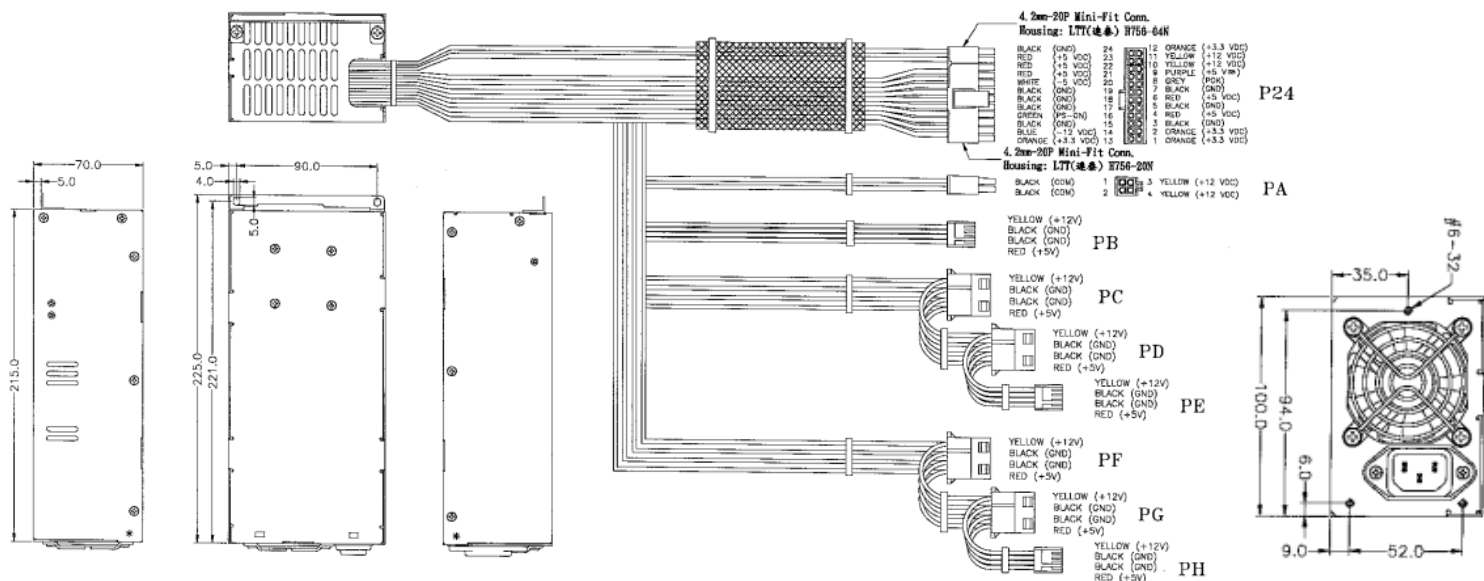 4.2mm-20P Mini-Fit Conn.
Housing: LTT(連泰) H756-04N
BLACK (GND) 24
RED (+5 VDC) 23
RED (+5 VDC) 22
RED (+5 VDC) 21
WHITE (-5 VDC) 20
BLACK (GND) 19
BLACK (GND) 18
BLACK (GND) 17
GREEN (PS-ON) 16
BLACK (GND) 15
BLUE (-12 VDC) 14
ORANGE (+3.3 VDC) 13
12 ORANGE (+3.3 VDC)
11 YELLOW (+12 VDC)
10 YELLOW (+12 VDC)
9 PURPLE (+5 VSB)
8 GREY (POK)
7 BLACK (GND)
6 RED (+5 VDC)
5 BLACK (GND)
4 RED (+5 VDC)
3 BLACK (GND)
2 ORANGE (+3.3 VDC)
1 ORANGE (+3.3 VDC)
P24
4.2mm-20P Mini-Fit Conn.
Housing: LTT(連泰) H756-20N
BLACK (COM) 1
BLACK (COM) 2
3 YELLOW (+12 VDC)
4 YELLOW (+12 VDC)
PA
YELLOW (+12V)
BLACK (GND)
BLACK (GND)
RED (+5V)
PB
YELLOW (+12V)
BLACK (GND)
BLACK (GND)
RED (+5V)
PC
YELLOW (+12V)
BLACK (GND)
BLACK (GND)
RED (+5V)
PD
YELLOW (+12V)
BLACK (GND)
BLACK (GND)
RED (+5V)
PE
YELLOW (+12V)
BLACK (GND)
BLACK (GND)
RED (+5V)
PF
YELLOW (+12V)
BLACK (GND)
BLACK (GND)
RED (+5V)
PG
YELLOW (+12V)
BLACK (GND)
BLACK (GND)
RED (+5V)
PH
70.0
5.0
215.0
*
5.0
90.0
4.0
5.0
225.0
221.0
*
#6-32
35.0
100.0
94.0
6.0
9.0
52.0